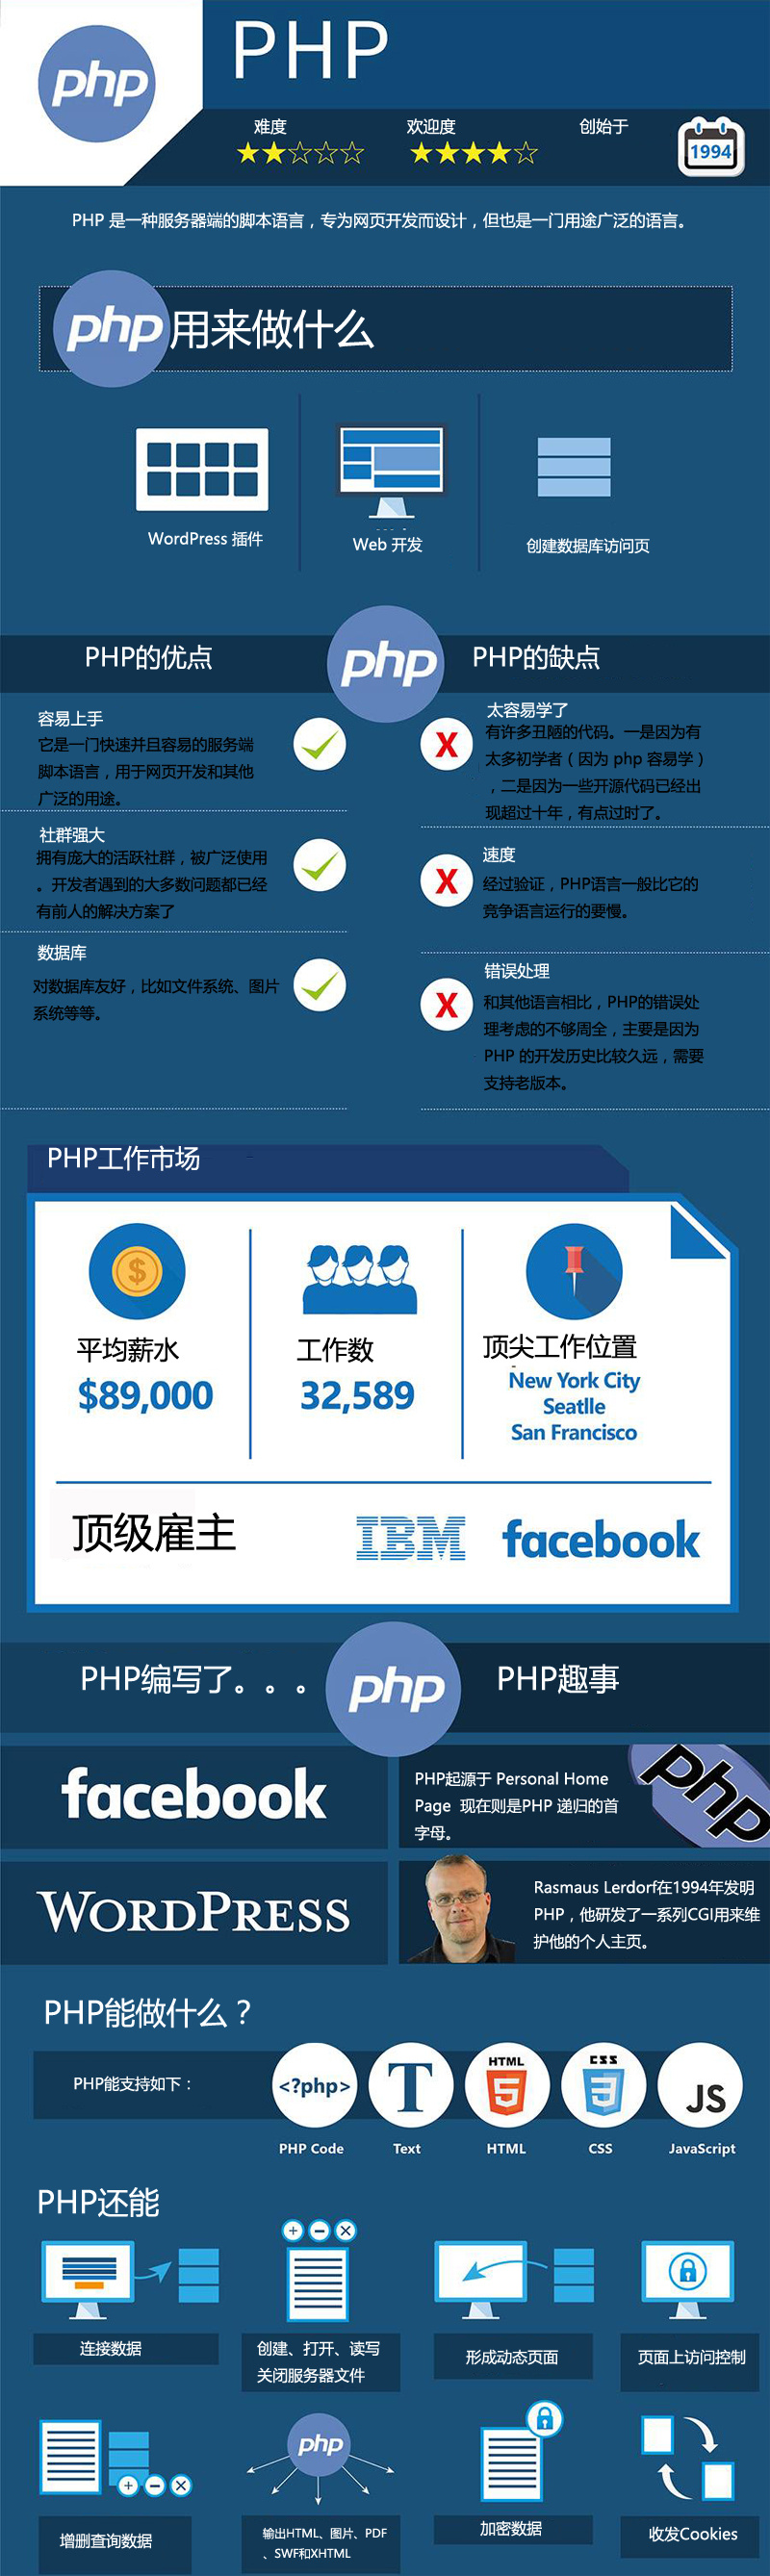 php
PHP
难度
欢迎度
创始于
1994
PHP 是一种服务器端的脚本语言，专为网页开发而设计，但也是一门用途广泛的语言。
php用来做什么
WordPress 插件
Web 开发
创建数据库访问页
PHP的优点
php
PHP的缺点
容易上手
它是一门快速并且容易的服务端
脚本语言，用于网页开发和其他
广泛的用途。
社群强大
拥有庞大的活跃社群，被广泛使用
。开发者遇到的大多数问题都已经
有前人的解决方案了
数据库
对数据库友好，比如文件系统、图片
系统等等。
太容易学了
有许多丑陋的代码。一是因为有
太多初学者（因为 php 容易学）
，二是因为一些开源代码已经出
现超过十年，有点过时了。
X
速度
经过验证，PHP语言一般比它的
竞争语言运行的要慢。
X
错误处理
和其他语言相比，PHP的错误处
理考虑的不够周全，主要是因为
PHP 的开发历史比较久远，需要
支持老版本。
X
PHP工作市场
$
平均薪水
$89,000
工作数
32,589
顶尖工作位置
New York City
Seatlle
San Francisco
顶级雇主
IBM
facebook
PHP编写了。。。
php
PHP趣事
facebook
PHP起源于 Personal Home
Page 现在则是PHP 递归的首
字母。
php
WORDPRESS
Rasmaus Lerdorf在1994年发明
PHP，他研发了一系列CGI用来维
护他的个人主页。
PHP能做什么？
PHP能支持如下：
<?php>
T
HTML
5
CSS
3
JS
PHP Code
Text
HTML
CSS
JavaScript
PHP还能
连接数据
创建、打开、读写
关闭服务器文件
形成动态页面
页面上访问控制
增删查询数据
php
输出HTML、图片、PDF
、SWF和XHTML
加密数据
收发Cookies